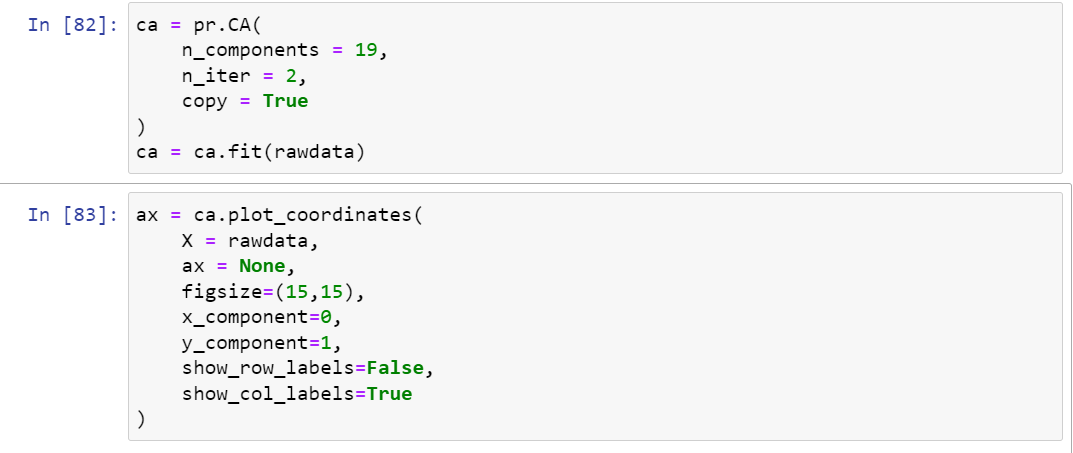 In [82]: ca = pr.CA(
    n_components = 19,
    n_iter = 2,
    copy = True
)
ca = ca.fit(rawdata)
In [83]: ax = ca.plot_coordinates(
    X = rawdata,
    ax = None,
    figsize=(15,15),
    x_component=0,
    y_component=1,
    show_row_labels=False,
    show_col_labels=True
)